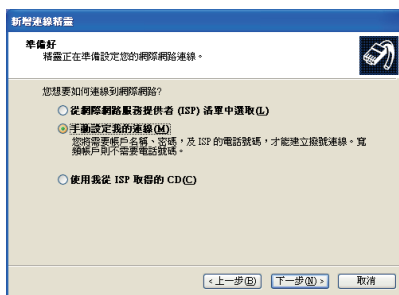 新增連線精靈
準備好
精靈正在準備設定您的網際網路連線。
您想要如何連線到網際網路?
從網際網路服務提供者 (ISP) 清單中選取(L)
手動設定我的連線(M)
您將需要帳戶名稱、密碼，及 ISP 的電話號碼，才能建立撥號連線。寬
頻帳戶則不需要電話號碼。
使用我從 ISP 取得的 CD(C)
<上一步(B) 下一步(N)> 取消